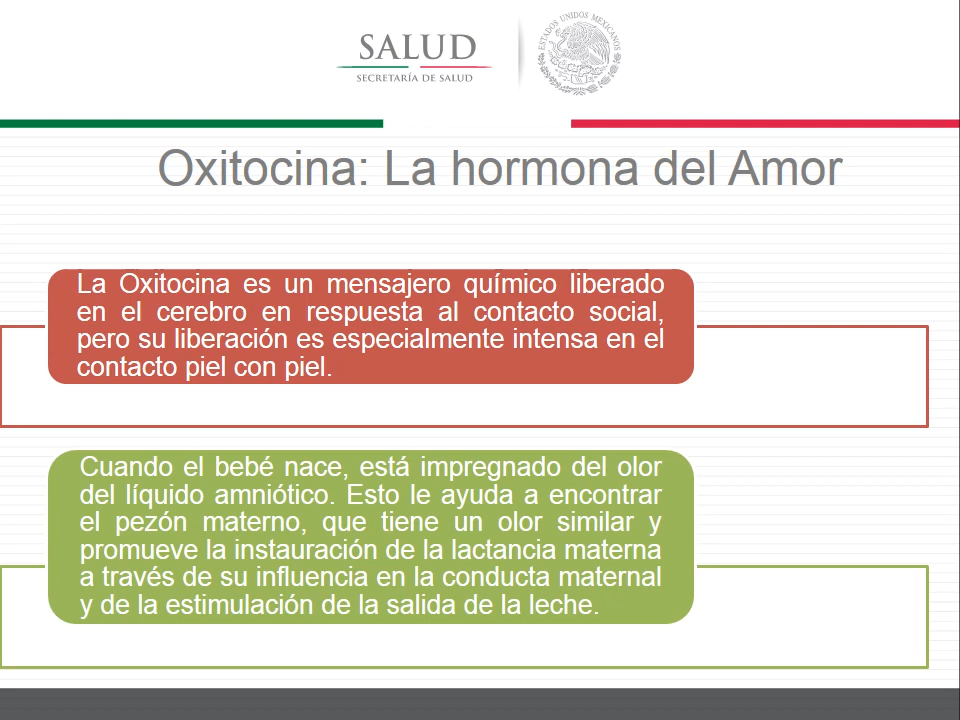 SALUD
SECRETARÍA DE SALUD
ESTADOS UNIDOS MEXICANOS
Oxitocina: La hormona del Amor
La Oxitocina es un mensajero químico liberado
en el cerebro en respuesta al contacto social,
pero su liberación es especialmente intensa en el
contacto piel con piel.
Cuando el bebé nace, está impregnado del olor
del líquido amniótico. Esto le ayuda a encontrar
el pezón materno, que tiene un olor similar y
promueve la instauración de la lactancia materna
a través de su influencia en la conducta maternal
y de la estimulación de la salida de la leche.